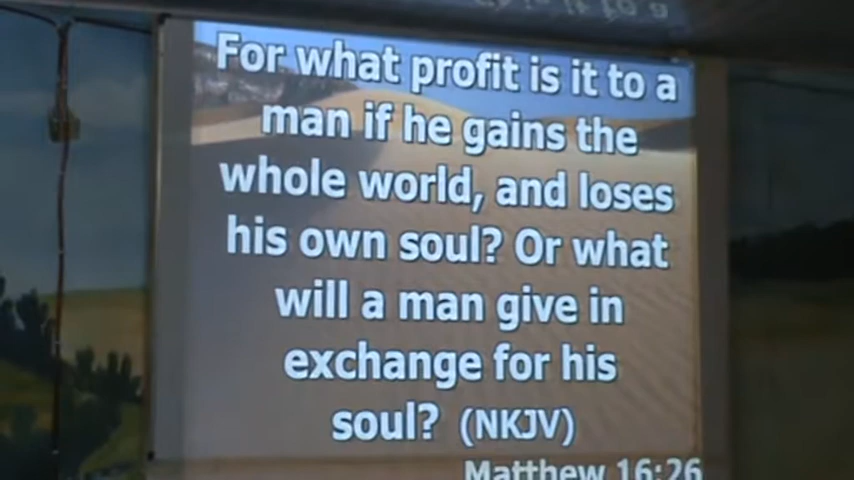 For what profit is it to a
man if he gains the
whole world, and loses
his own soul? Or what
will a man give in
exchange for his
soul? (NKJV)
Matthew 16:26